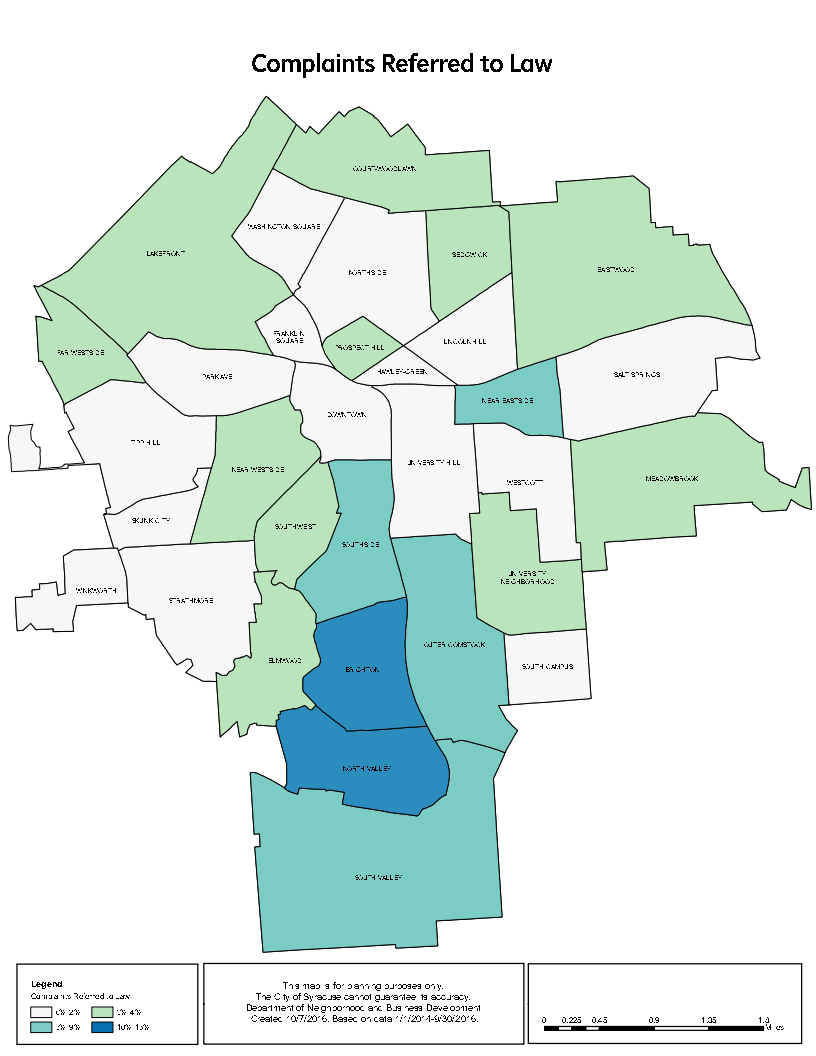 Complaints Referred to Law
COURT-WOODLAWN
WASHINGTON SQUARE
LAKEFRONT
SEDGWICK
NORTHSIDE
EASTWOOD
FRANKLIN
SQUARE
LINCOLN HILL
PROSPECT HILL
FAR WESTSIDE
HAWLEY-GREEN
PARK AVE
SALT SPRINGS
NEAR EASTSIDE
DOWNTOWN
TIPP HILL
UNIVERSITY HILL
NEAR WESTSIDE
WESTCOTT
MEADOWBROOK
SKUNK CITY
SOUTHWEST
SOUTHSIDE
UNIVERSITY
NEIGHBORHOOD
WINKWORTH
STRATHMORE
OUTER COMSTOCK
ELMWOOD
BRIGHTON
SOUTH CAMPUS
NORTH VALLEY
SOUTH VALLEY
Legend
Complaints Referred to Law
0%-2%
3%-4%
5%-9%
10%-15%
This map is for planning purposes only.
The City of Syracuse cannot guarantee its accuracy.
Department of Neighborhood and Business Development
Created 10/7/2016. Based on data 1/1/2014-9/30/2016.
0 0.225 0.45 0.9 1.35 1.8
Miles